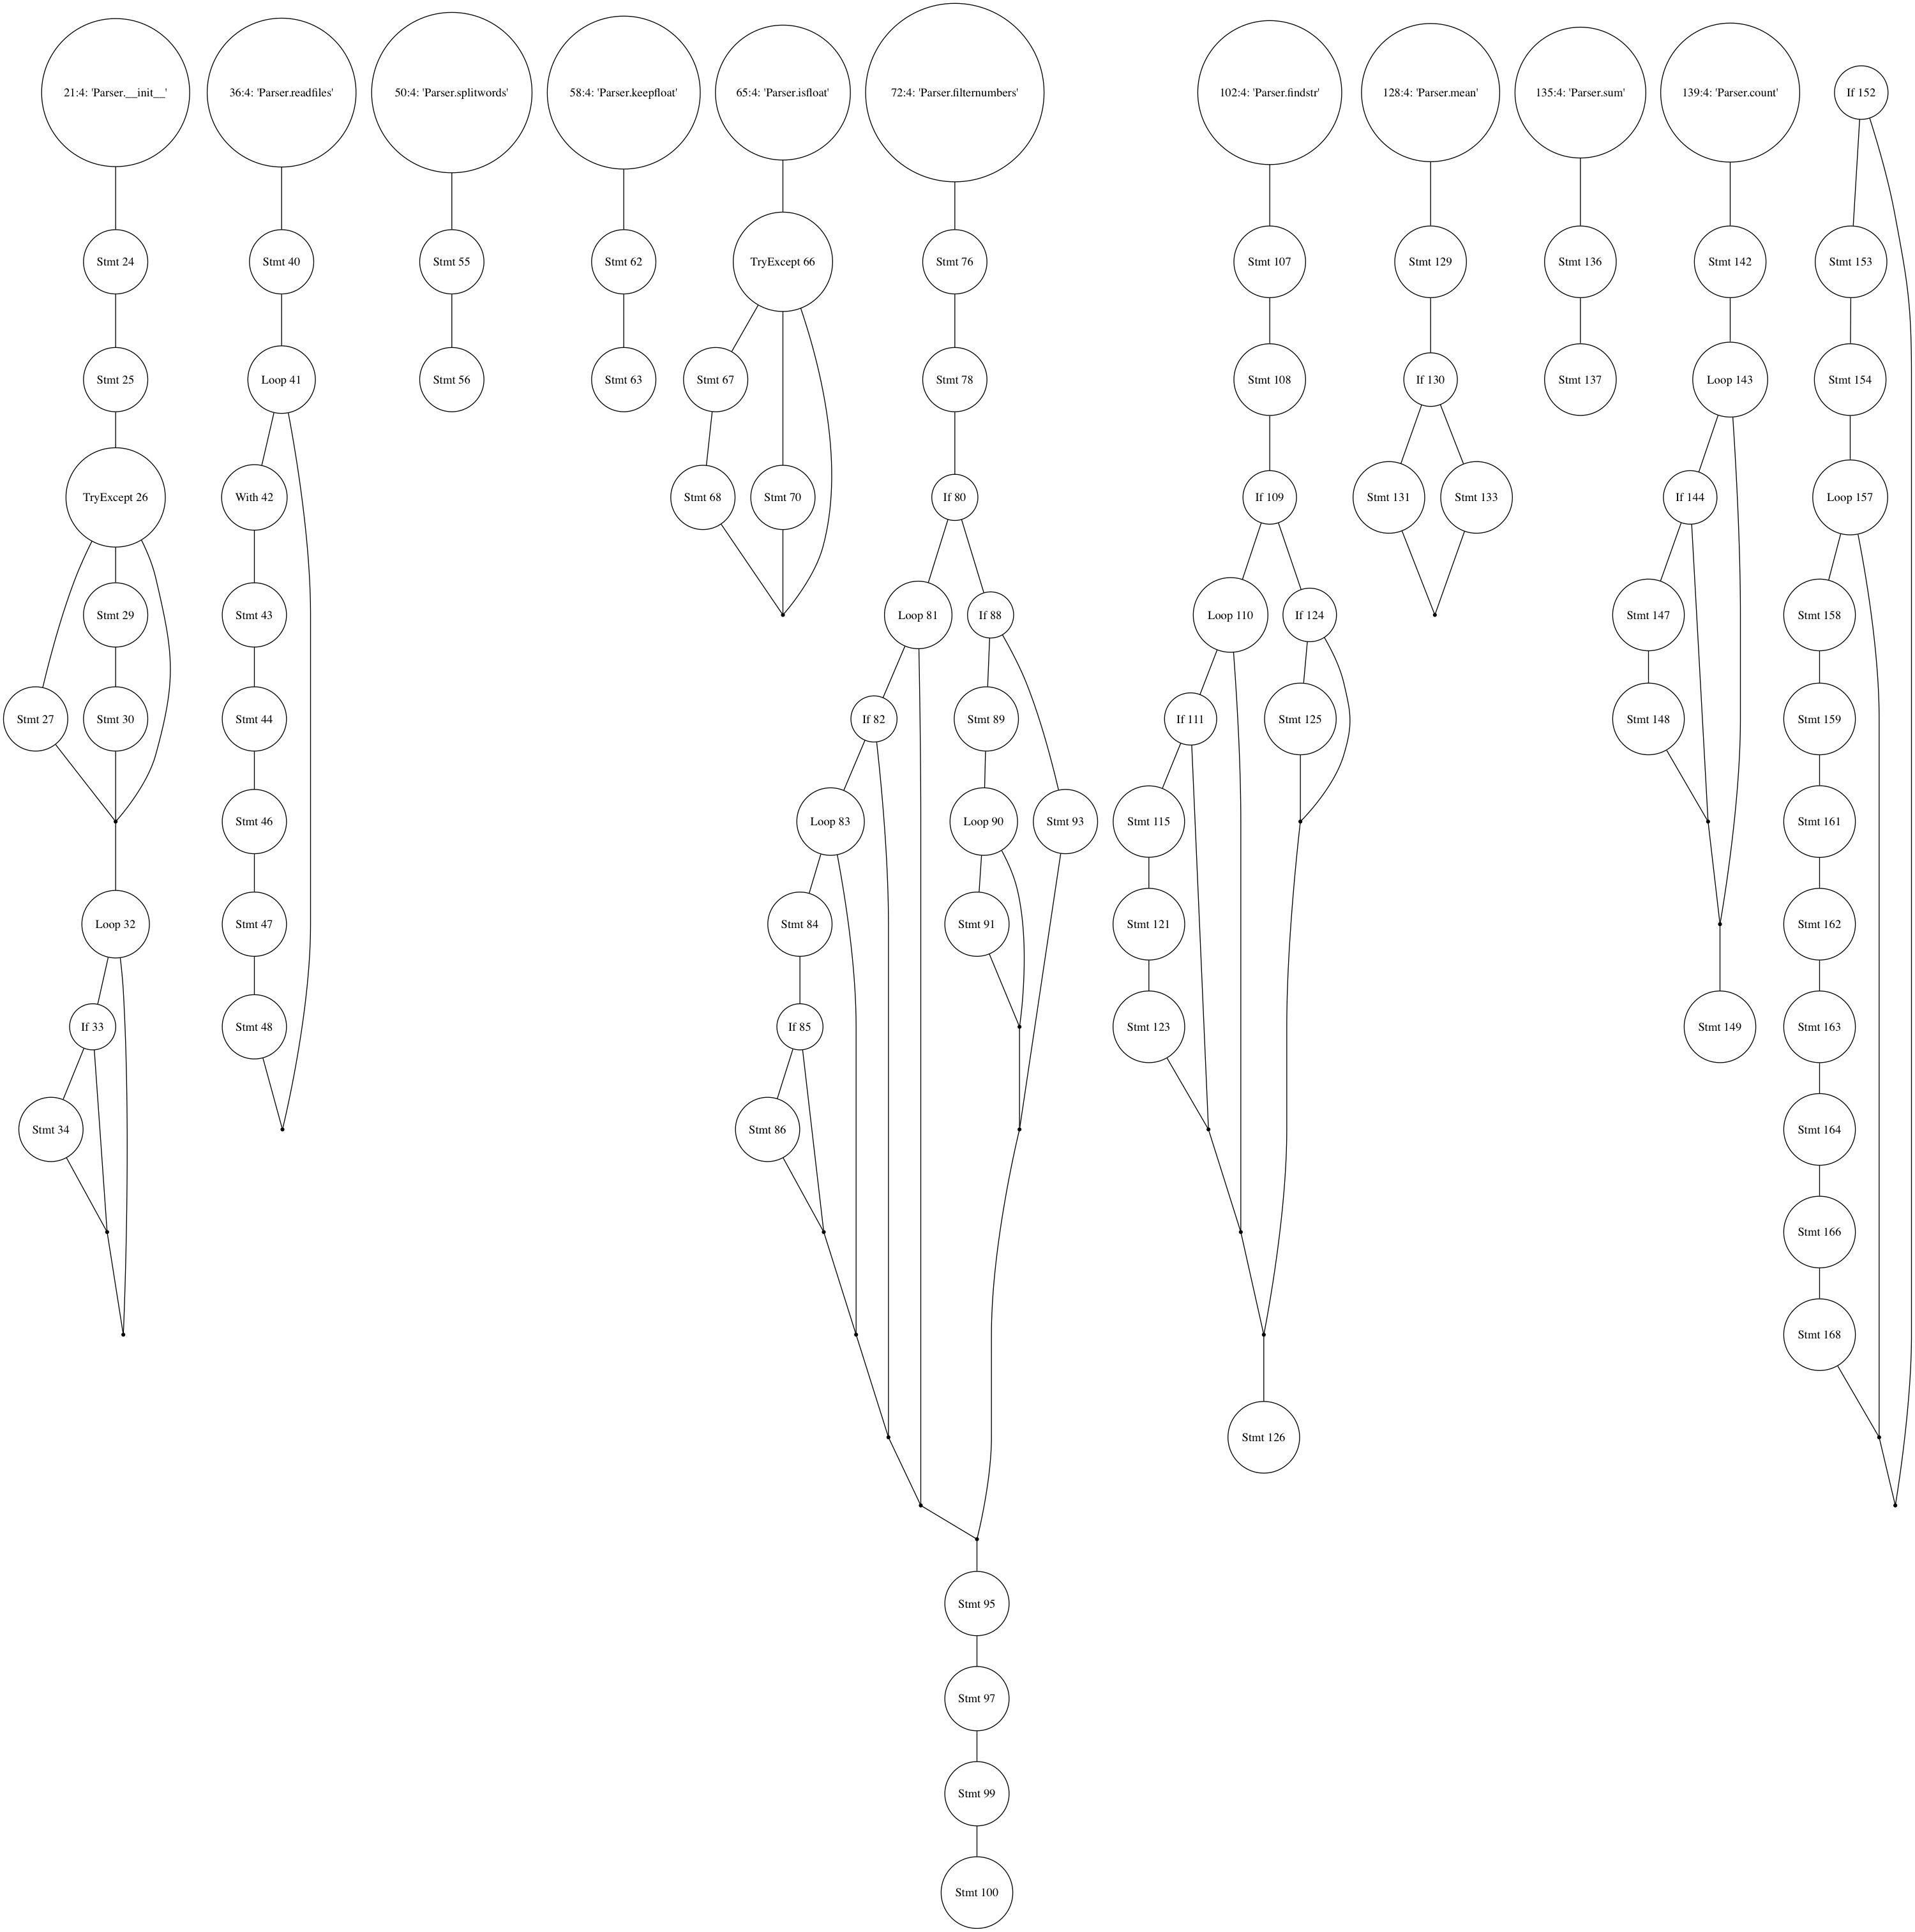 21:4: 'Parser.__init__'
36:4: 'Parser.readfiles'
50:4: 'Parser.splitwords'
58:4: 'Parser.keepfloat'
65:4: 'Parser.isfloat'
72:4: 'Parser.filternumbers'
102:4: 'Parser.findstr'
128:4: 'Parser.mean'
135:4: 'Parser.sum'
139:4: 'Parser.count'
If 152
Stmt 24
Stmt 40
Stmt 55
Stmt 62
TryExcept 66
Stmt 76
Stmt 107
Stmt 129
Stmt 136
Stmt 142
Stmt 153
Stmt 25
Loop 41
Stmt 56
Stmt 63
Stmt 67
Stmt 78
Stmt 108
If 130
Stmt 137
Loop 143
Stmt 154
TryExcept 26
With 42
Stmt 68
Stmt 70
If 80
If 109
Stmt 131
Stmt 133
If 144
Loop 157
Stmt 29
Stmt 43
Loop 81
If 88
Loop 110
If 124
Stmt 147
Stmt 158
Stmt 27
Stmt 30
Stmt 44
If 82
Stmt 89
If 111
Stmt 125
Stmt 148
Stmt 159
Stmt 46
Loop 83
Loop 90
Stmt 93
Stmt 115
Stmt 161
Loop 32
Stmt 47
Stmt 84
Stmt 91
Stmt 121
Stmt 162
If 33
Stmt 48
If 85
Stmt 123
Stmt 149
Stmt 163
Stmt 34
Stmt 86
Stmt 164
Stmt 166
Stmt 168
Stmt 126
Stmt 95
Stmt 97
Stmt 99
Stmt 100